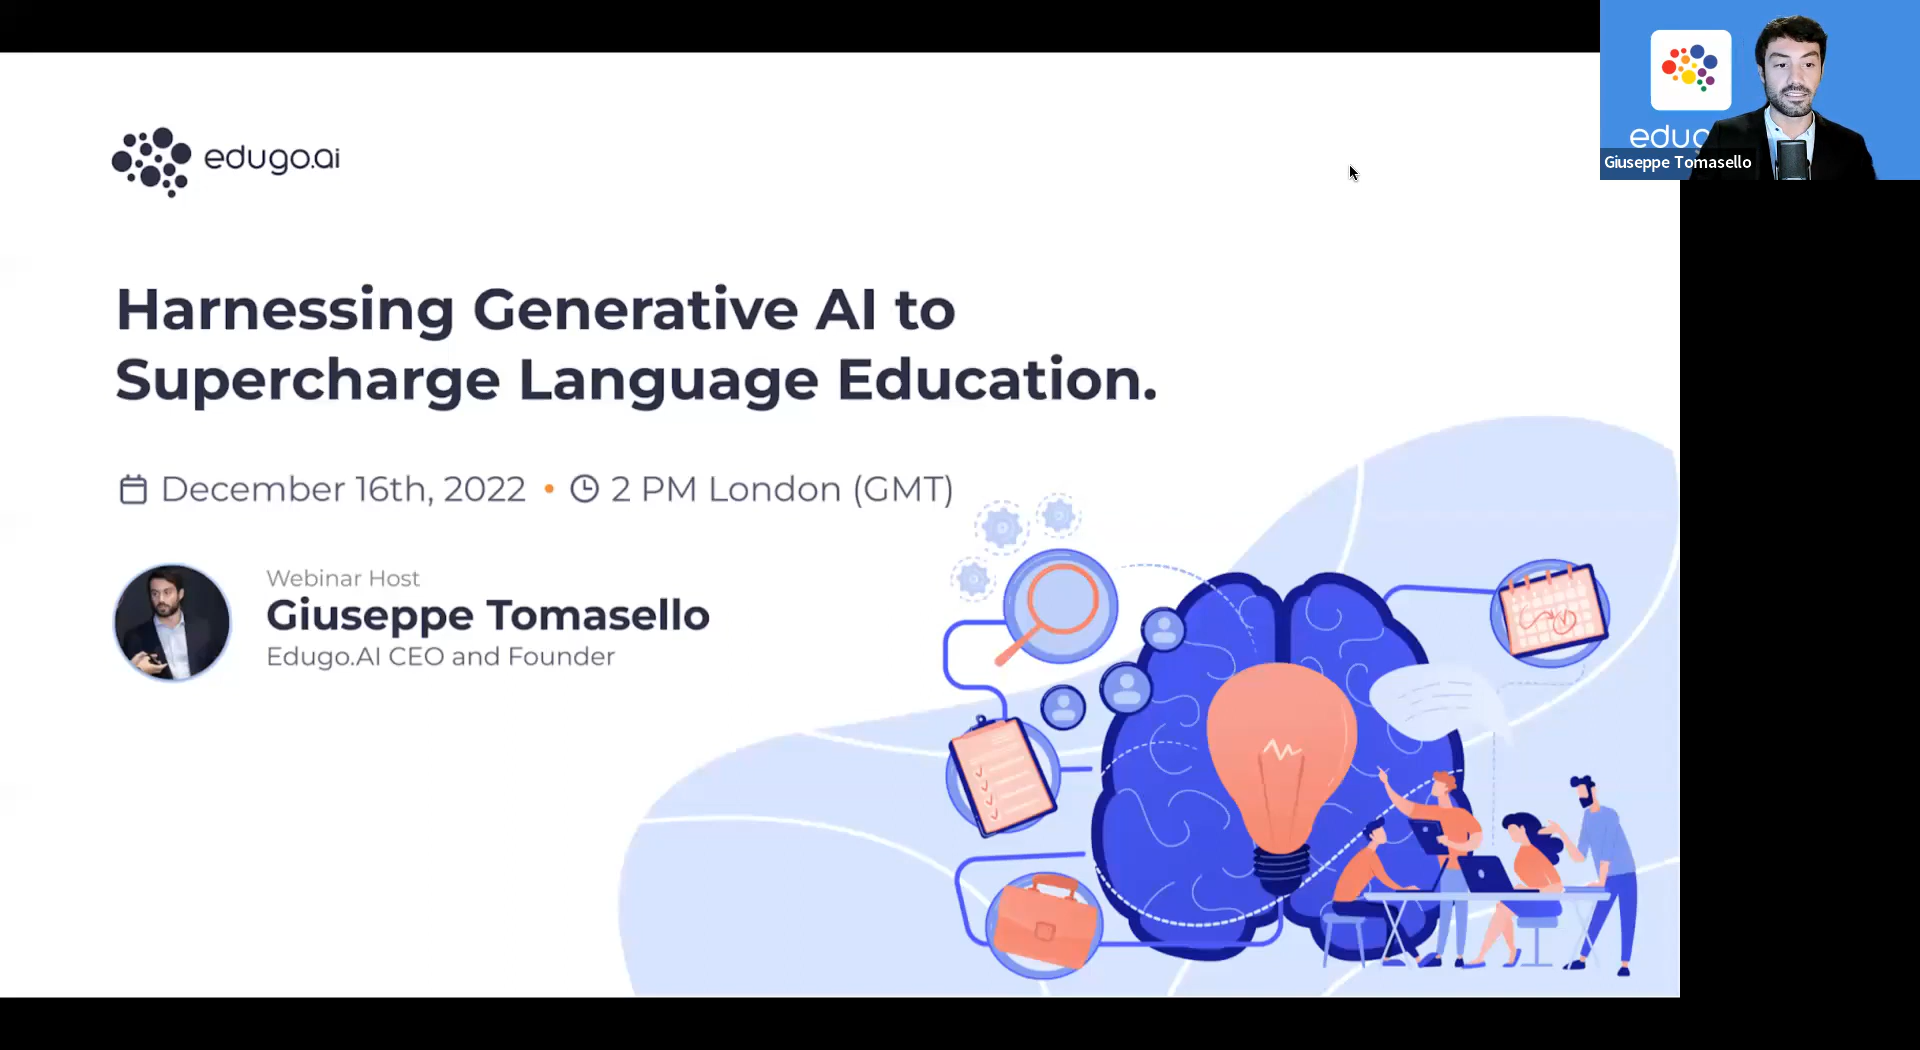 edugo.ai
Harnessing Generative AI to
Supercharge Language Education.
December 16th, 2022 • 2 PM London (GMT)
Webinar Host
Giuseppe Tomasello
Edugo.AI CEO and Founder
edug
Giuseppe Tomasello